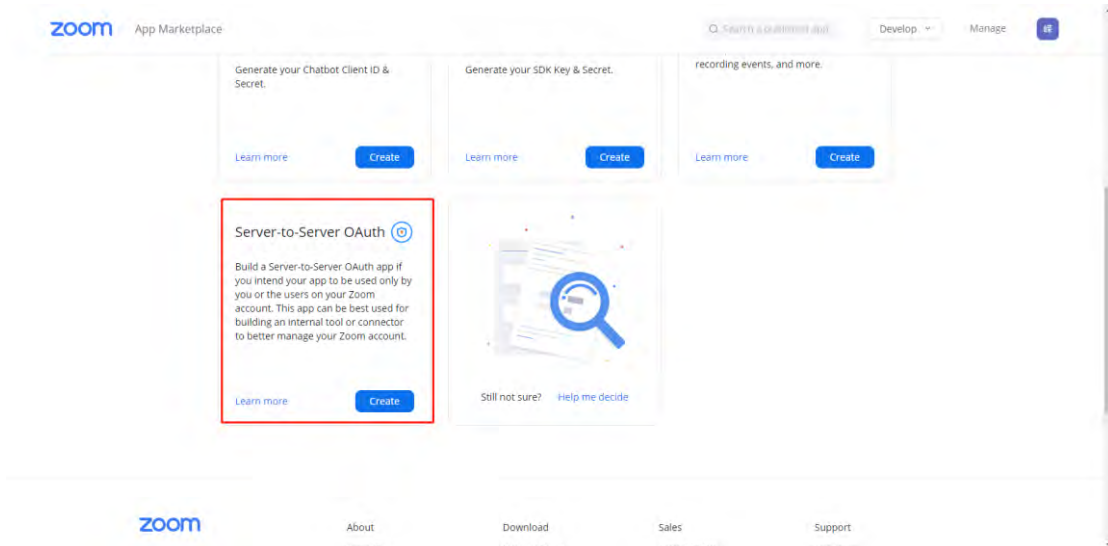 zoom App Marketplace Search a published app Develop Manage
Generate your Chatbot Client ID &
Secret.
Generate your SDK Key & Secret.
recording events, and more.
Learn more Create
Learn more Create
Learn more Create
Server-to-Server OAuth
Build a Server-to-Server OAuth app if
you intend your app to be used only by
you or the users on your Zoom
account. This app can be best used for
building an internal tool or connector
to better manage your Zoom account.
Learn more Create
Still not sure? Help me decide
zoom About Download Sales Support